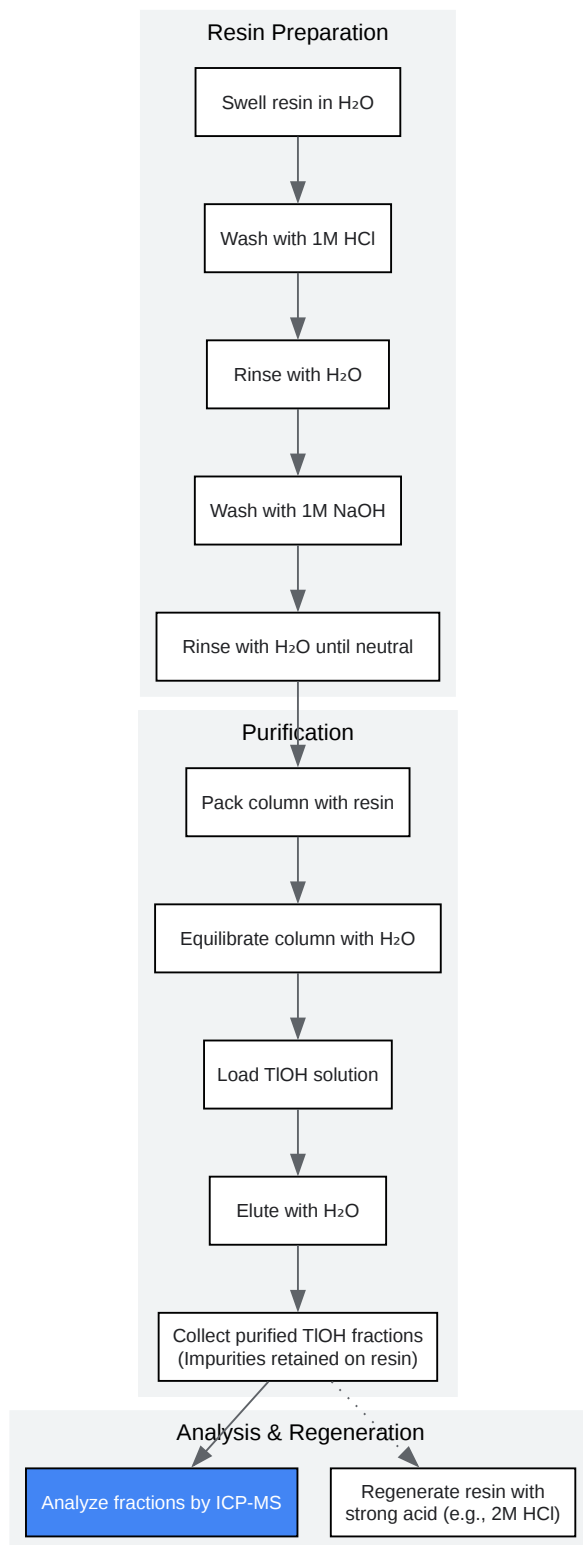 Resin Preparation
Swell resin in H₂O
Wash with 1M HCl
Rinse with H₂O
Wash with 1M NaOH
Rinse with H₂O until neutral
Purification
Pack column with resin
Equilibrate column with H₂O
Load TlOH solution
Elute with H₂O
Collect purified TlOH fractions
(Impurities retained on resin)
Analysis & Regeneration
Analyze fractions by ICP-MS
Regenerate resin with
strong acid (e.g., 2M HCl)